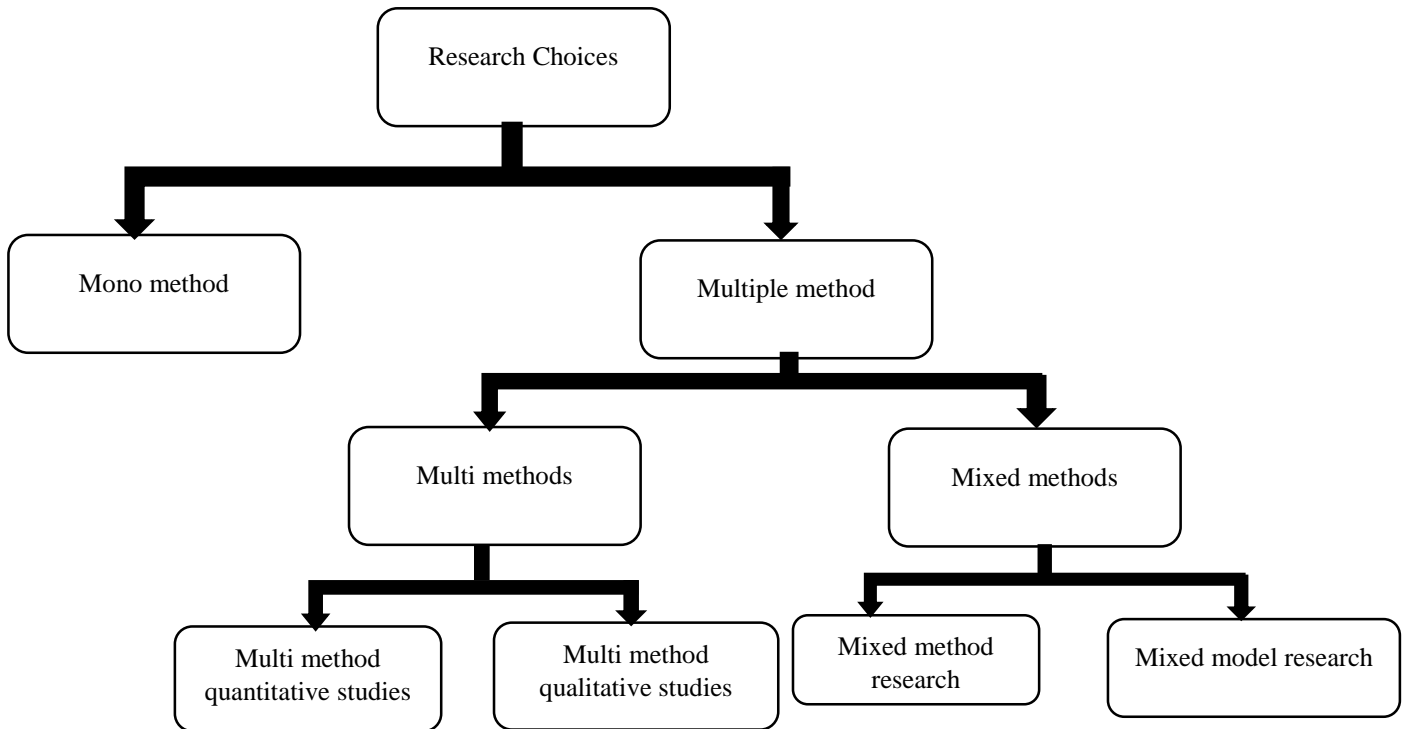 Research Choices
Mono method
Multiple method
Multi methods
Mixed methods
Multi method
quantitative studies
Multi method
qualitative studies
Mixed method
research
Mixed model research